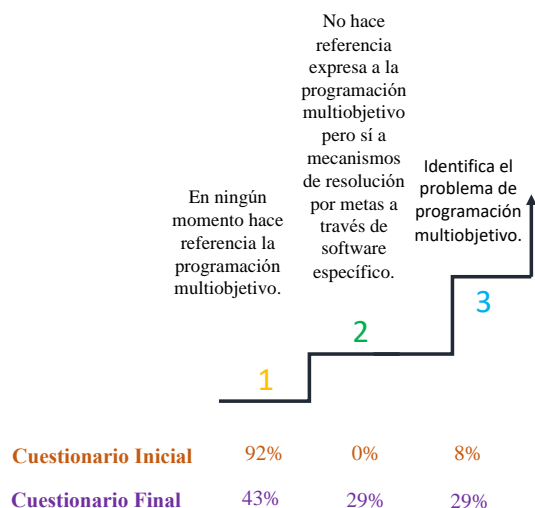 En ningún
momento hace
referencia la
programación
multiobjetivo.
No hace
referencia
expresa a la
programación
multiobjetivo
pero sí a
mecanismos
de resolución
por metas a
través de
software
específico.
Identifica el
problema de
programación
multiobjetivo.
1
2
3
Cuestionario Inicial 92% 0% 8%
Cuestionario Final 43% 29% 29%